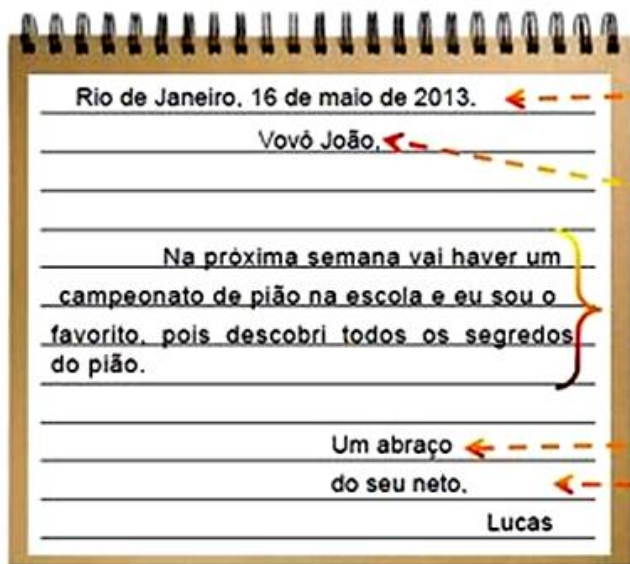 Rio de Janeiro, 16 de maio de 2013.
Vovô João,
Na próxima semana vai haver um
campeonato de pião na escola e eu sou o
favorito, pois descobri todos os segredos
do pião.
Um abraço
do seu neto,
Lucas